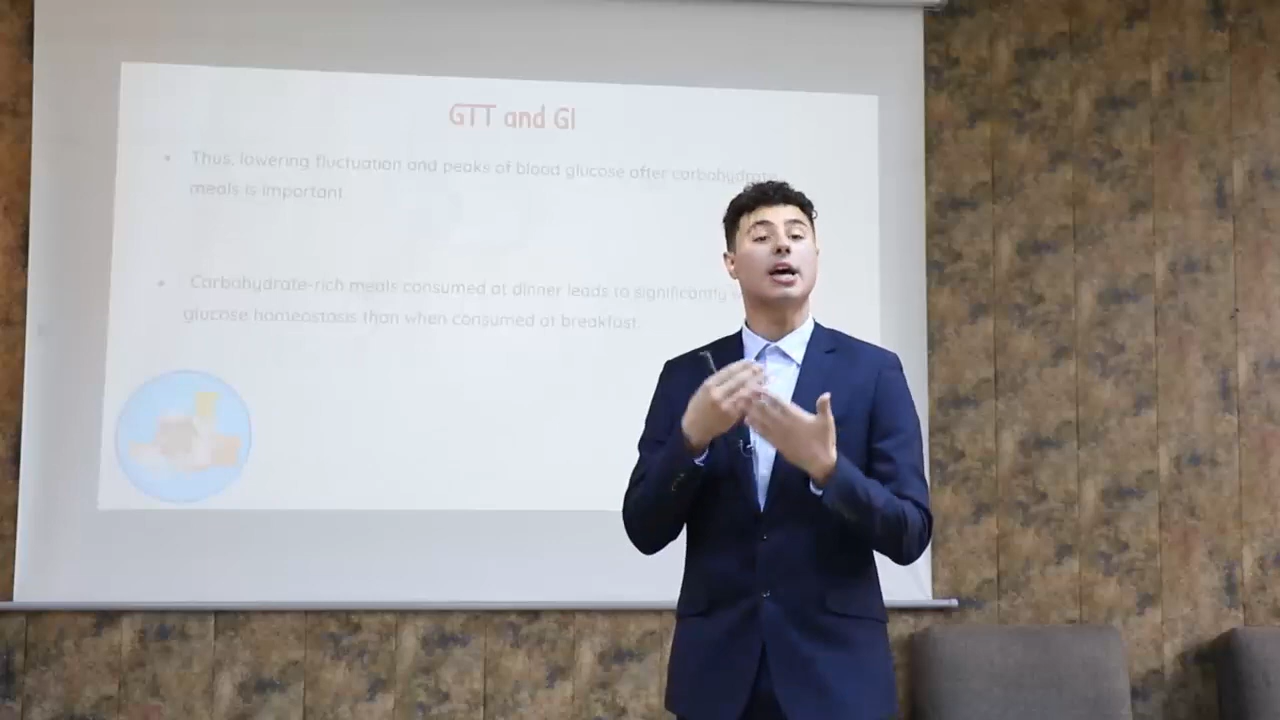 GTT and GI
• Thus, lowering fluctuation and peaks of blood glucose after carbohydrate
meals is important
• Carbohydrate-rich meals consumed at dinner leads to significantly
glucose homeostasis than when consumed at breakfast.